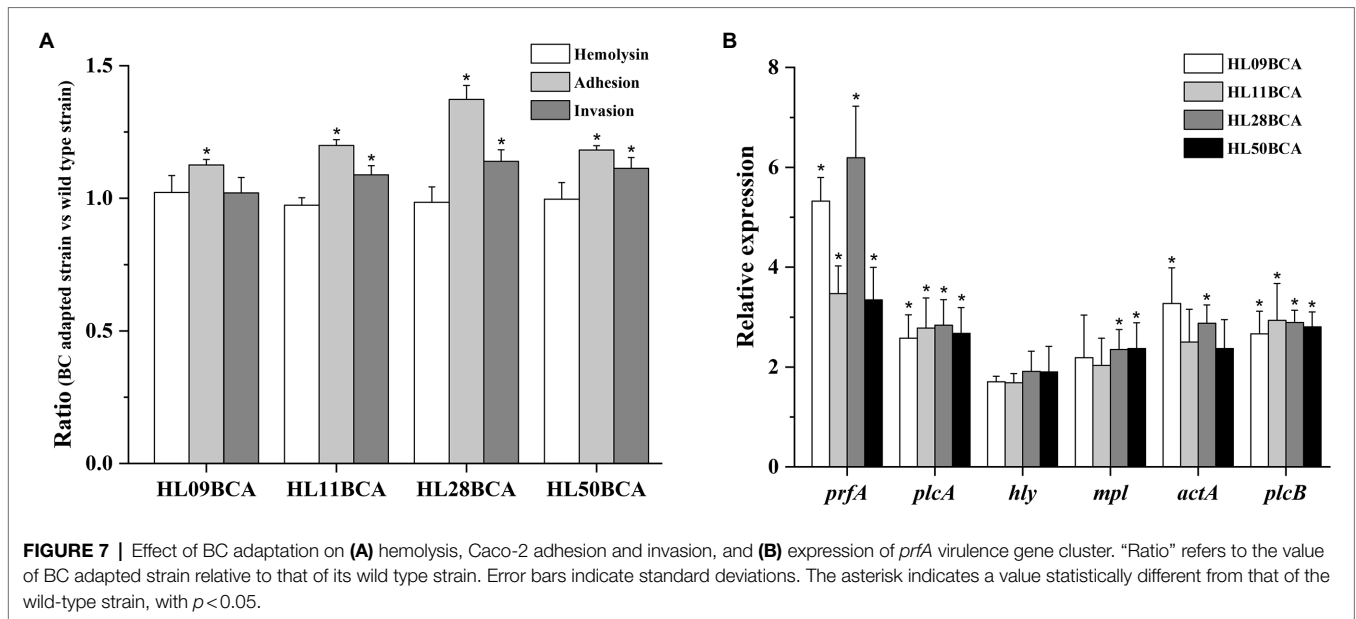 A
Ratio (BC adapted strain vs wild type strain)
1.5
1.0
0.5
0.0
Hemolysin
Adhesion
Invasion
*
*
*
*
*
*
*
HL09BCA HL11BCA HL28BCA HL50BCA
B
Relative expression
8
6
4
2
0
HL09BCA
HL11BCA
HL28BCA
HL50BCA
* * * *
* * * *
* *
* *
* * * *
prfA plcA hly mpl actA plcB
FIGURE 7 | Effect of BC adaptation on (A) hemolysis, Caco-2 adhesion and invasion, and (B) expression of prfA virulence gene cluster. “Ratio” refers to the value
of BC adapted strain relative to that of its wild type strain. Error bars indicate standard deviations. The asterisk indicates a value statistically different from that of the
wild-type strain, with p<0.05.